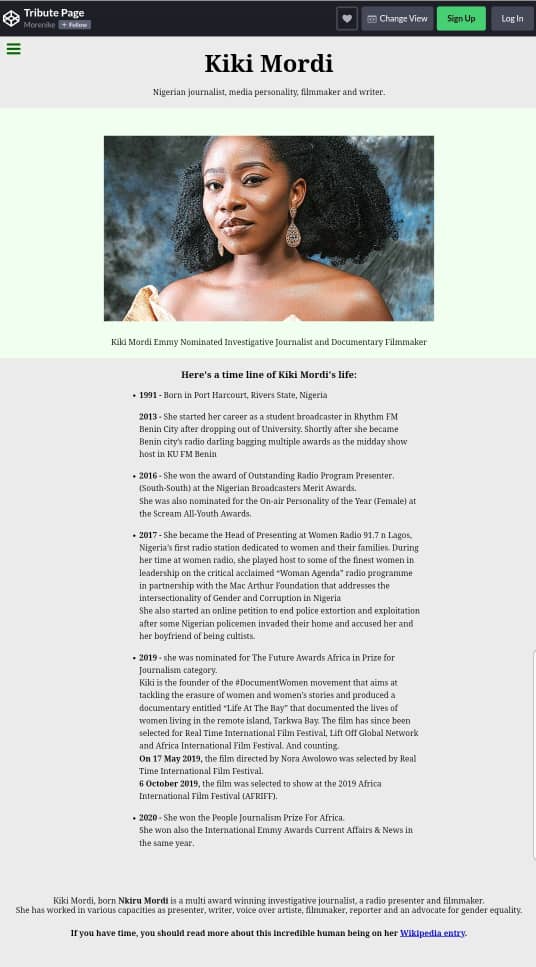 Tribute Page
Morenike + Follow
Change View
Sign Up
Log In
Kiki Mordi
Nigerian journalist, media personality, filmmaker and writer.
Kiki Mordi Emmy Nominated Investigative Journalist and Documentary Filmmaker
Here's a time line of Kiki Mordi's life:
• 1991 - Born in Port Harcourt, Rivers State, Nigeria
2013 - She started her career as a student broadcaster in Rhythm FM
Benin City after dropping out of University. Shortly after she became
Benin city's radio darling bagging multiple awards as the midday show
host in KU FM Benin
• 2016 - She won the award of Outstanding Radio Program Presenter.
(South-South) at the Nigerian Broadcasters Merit Awards.
She was also nominated for the On-air Personality of the Year (Female) at
the Scream All-Youth Awards.
• 2017 - She became the Head of Presenting at Women Radio 91.7 n Lagos,
Nigeria's first radio station dedicated to women and their families. During
her time at women radio, she played host to some of the finest women in
leadership on the critical acclaimed "Woman Agenda" radio programme
in partnership with the Mac Arthur Foundation that addresses the
intersectionality of Gender and Corruption in Nigeria
She also started an online petition to end police extortion and exploitation
after some Nigerian policemen invaded their home and accused her and
her boyfriend of being cultists.
• 2019 - she was nominated for The Future Awards Africa in Prize for
Journalism category.
Kiki is the founder of the #DocumentWomen movement that aims at
tackling the erasure of women and women's stories and produced a
documentary entitled "Life At The Bay" that documented the lives of
women living in the remote island, Tarkwa Bay. The film has since been
selected for Real Time International Film Festival, Lift Off Global Network
and Africa International Film Festival. And counting.
On 17 May 2019, the film directed by Nora Awolowo was selected by Real
Time International Film Festival.
6 October 2019, the film was selected to show at the 2019 Africa
International Film Festival (AFRIFF).
• 2020 - She won the People Journalism Prize For Africa.
She won also the International Emmy Awards Current Affairs & News in
the same year.
Kiki Mordi, born Nkiru Mordi is a multi award winning investigative journalist, a radio presenter and filmmaker.
She has worked in various capacities as presenter, writer, voice over artiste, filmmaker, reporter and an advocate for gender equality.
If you have time, you should read more about this incredible human being on her Wikipedia entry.